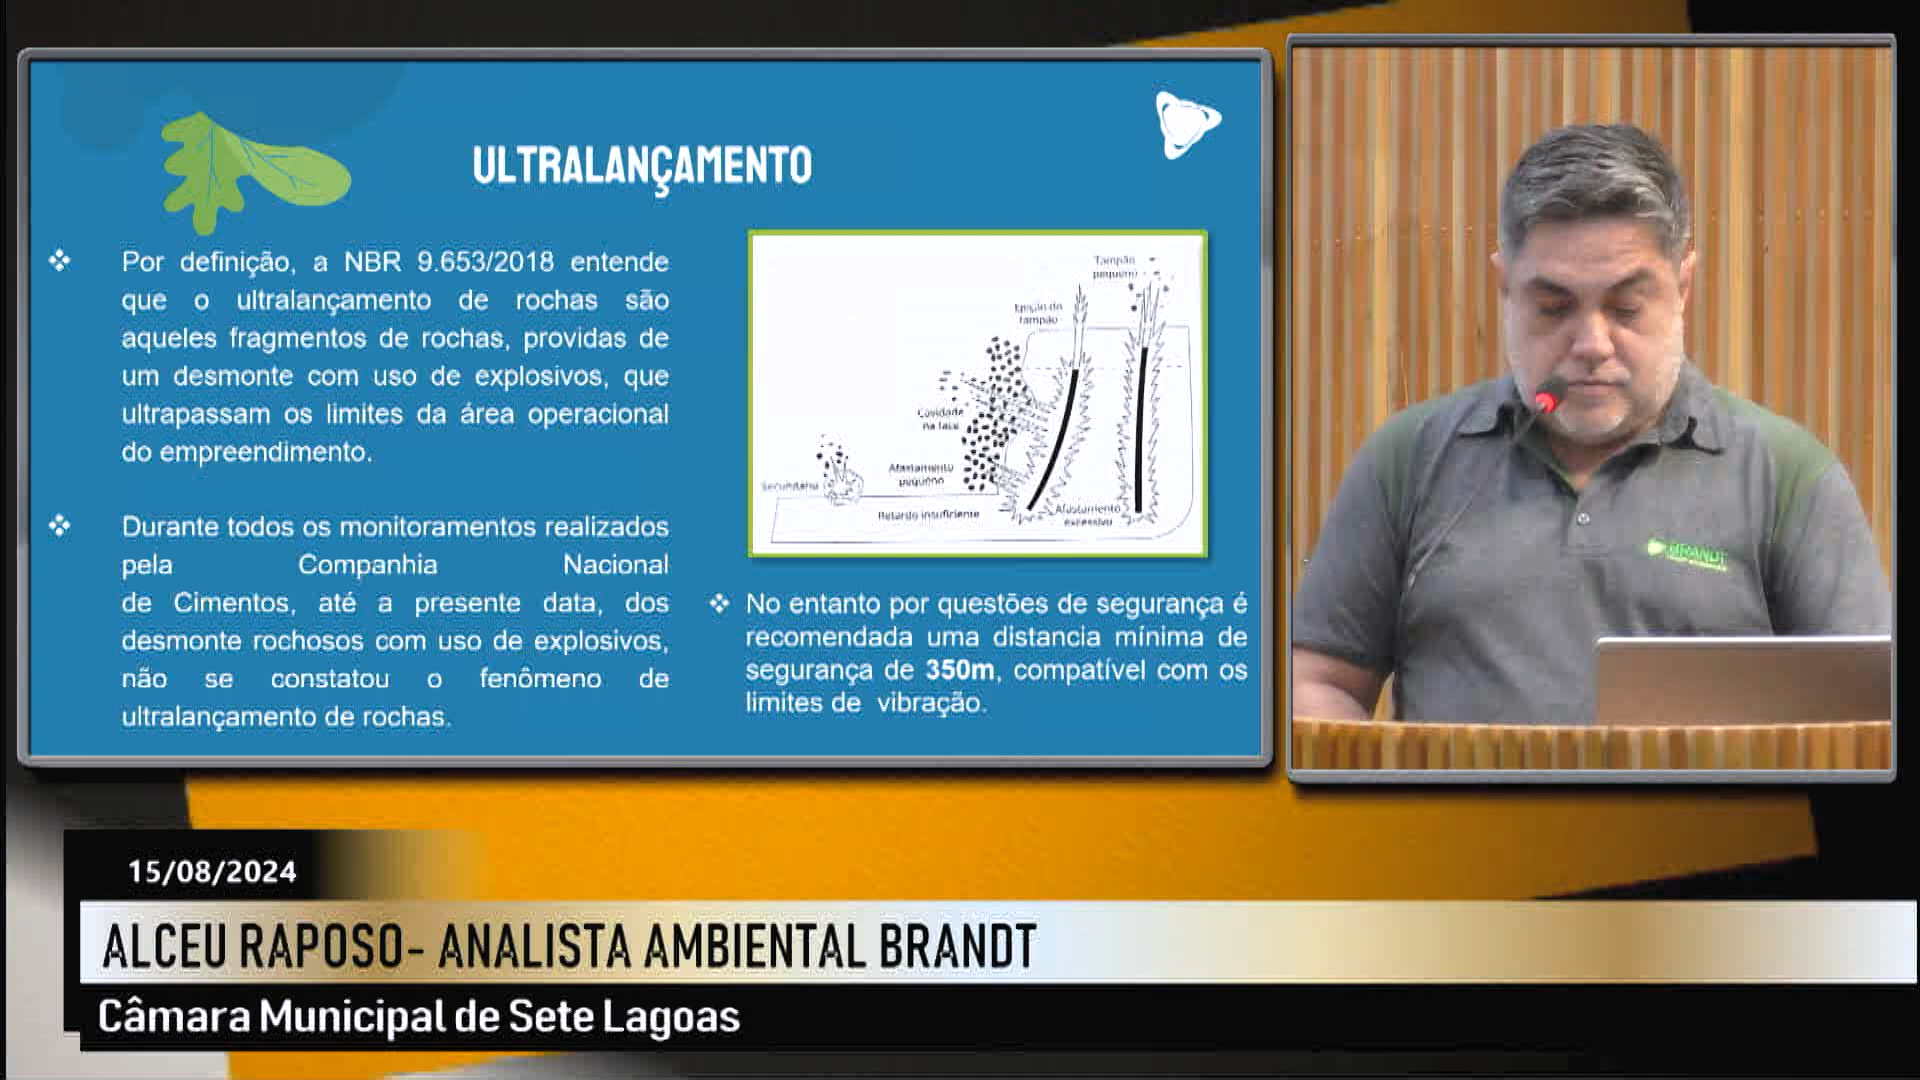 ULTRALANÇAMENTO
Por definição, a NBR 9.653/2018 entende
que o ultralançamento de rochas são
aqueles fragmentos de rochas, providas de
um desmonte com uso de explosivos, que
ultrapassam os limites da área operacional
do empreendimento.
Durante todos os monitoramentos realizados
pela Companhia Nacional
de Cimentos, até a presente data, dos
desmonte rochosos com uso de explosivos,
não se constatou o fenômeno de
ultralançamento de rochas.
Tampão
pequeno
Ejeção do
tampão
Cavidade
na face
Afastamento
pequeno
Secundário
Retardo insuficiente
Afastamento
excessivo
No entanto por questões de segurança é
recomendada uma distancia mínima de
segurança de 350m, compatível com os
limites de vibração.
BRANDT
15/08/2024
ALCEU RAPOSO- ANALISTA AMBIENTAL BRANDT
Câmara Municipal de Sete Lagoas